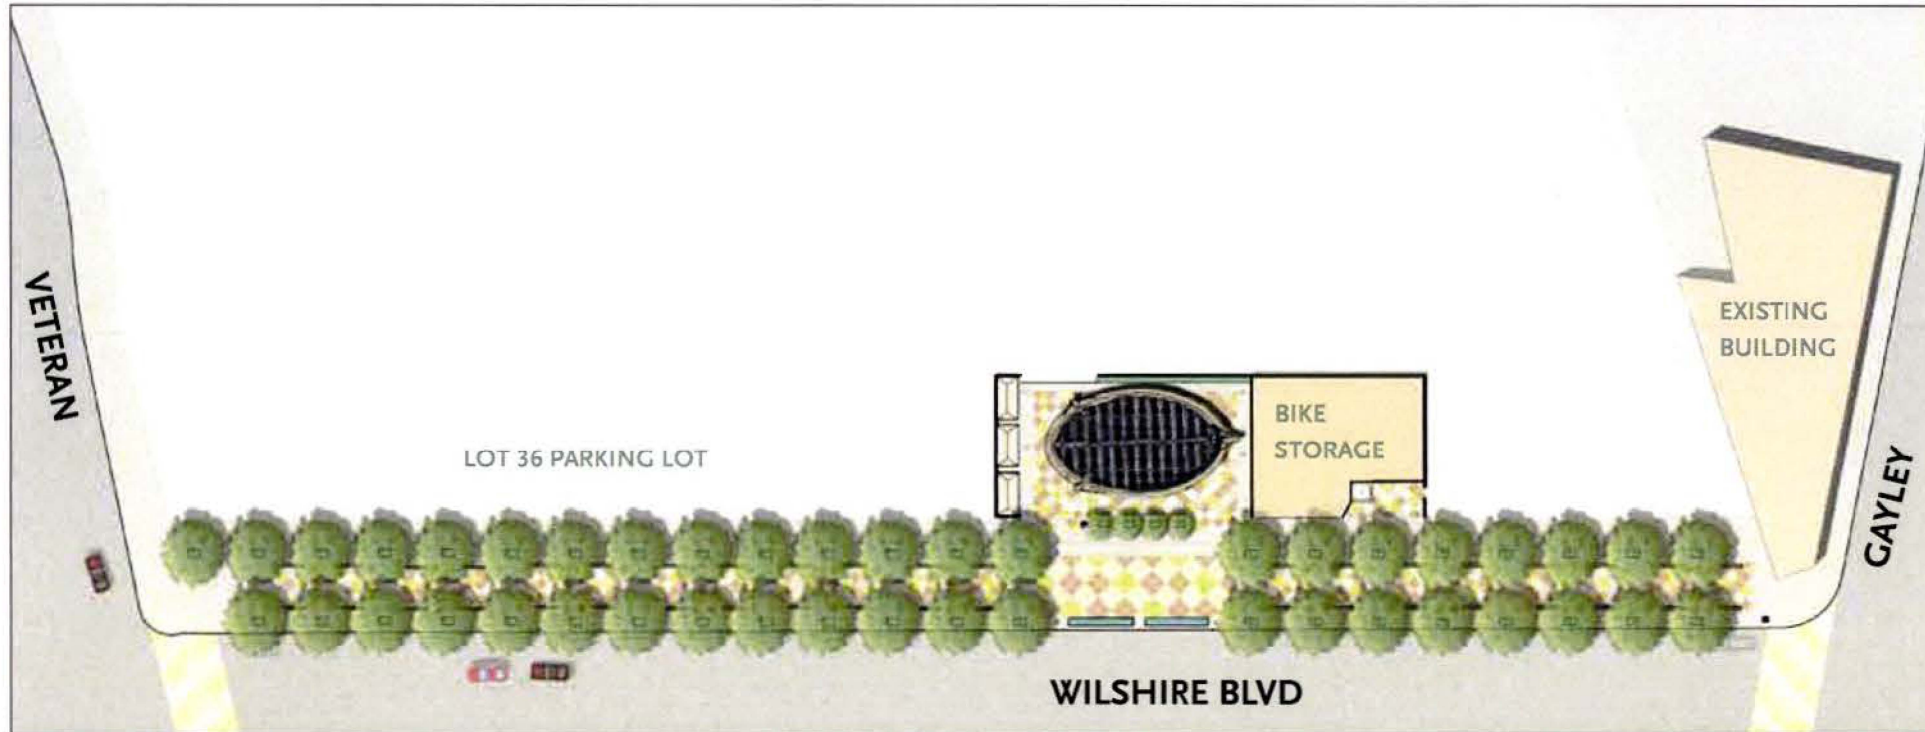 VETERAN
LOT 36 PARKING LOT
BIKE
STORAGE
EXISTING
BUILDING
GAYLEY
WILSHIRE BLVD